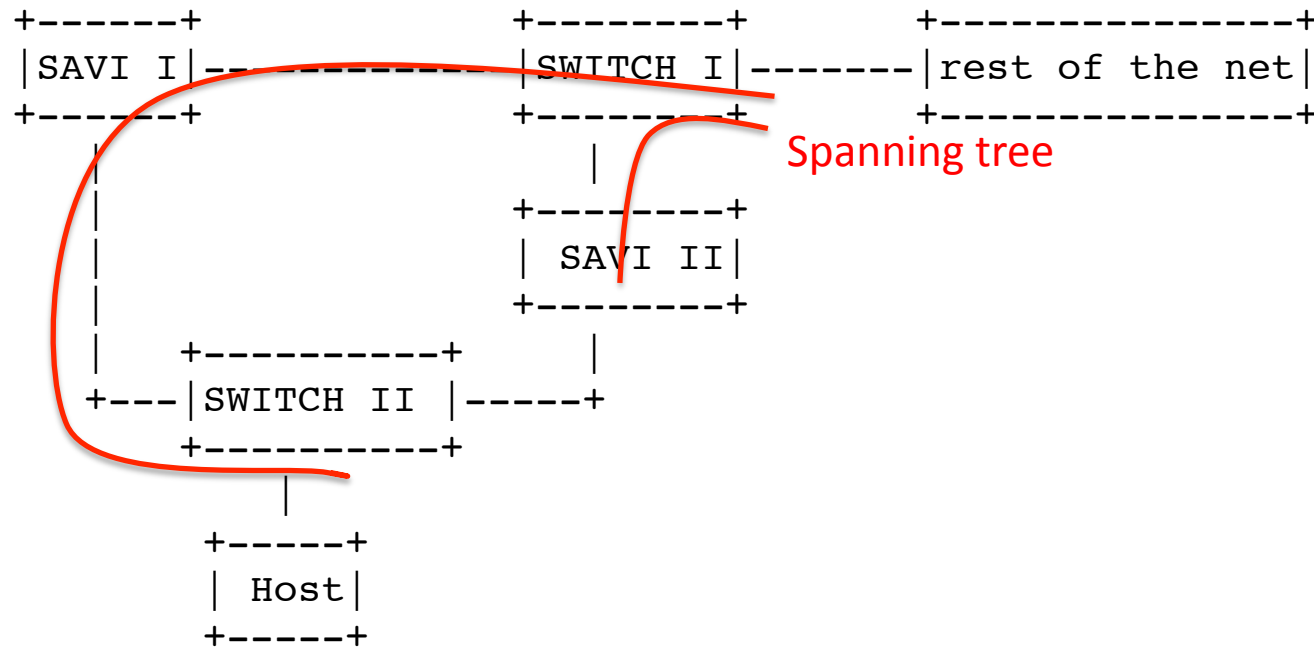 +------+ +--------+ +---------------+
|SAVI I|-------------|SWITCH I|-------|rest of the net|
+------+ +--------+ +---------------+
| | Spanning tree
| +--------+
| | SAVI II|
| +--------+
| +----------+ |
+---|SWITCH II |-----+
+----------+
|
+-----+
| Host|
+-----+